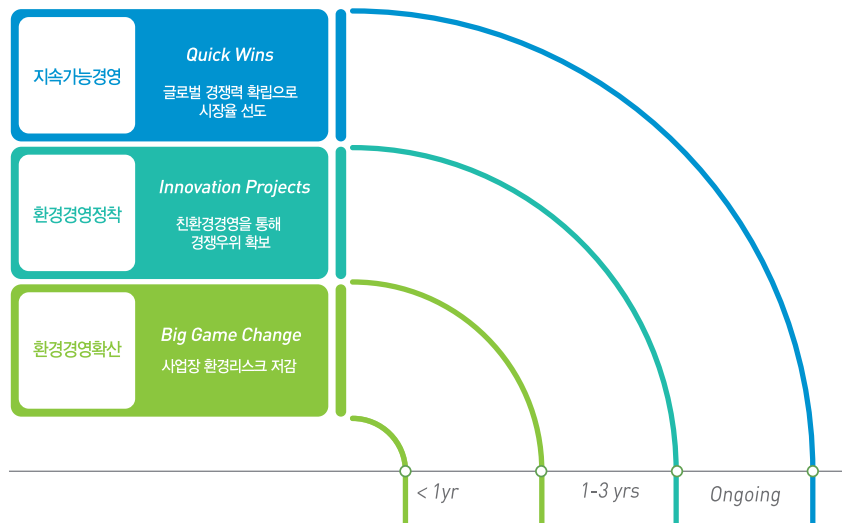 지속가능경영
Quick Wins
글로벌 경쟁력 확립으로
시장율 선도
환경경영정착
Innovation Projects
친환경경영을 통해
경쟁우위 확보
환경경영확산
Big Game Change
사업장 환경리스크 저감
< 1yr
1-3 yrs
Ongoing